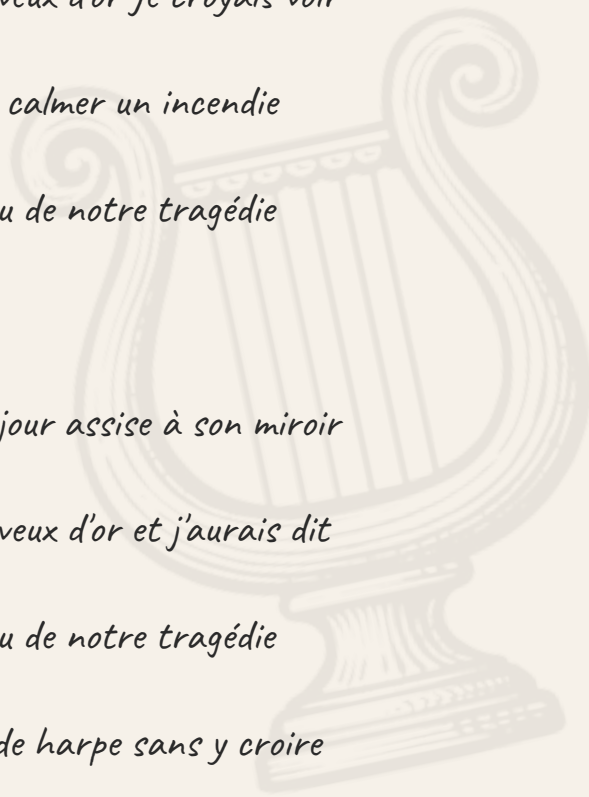 veux d'or je croyais voir
calmer un incendie
u de notre tragédie
jour assise à son miroir
veux d'or et j'aurais dit
u de notre tragédie
de harpe sans y croire